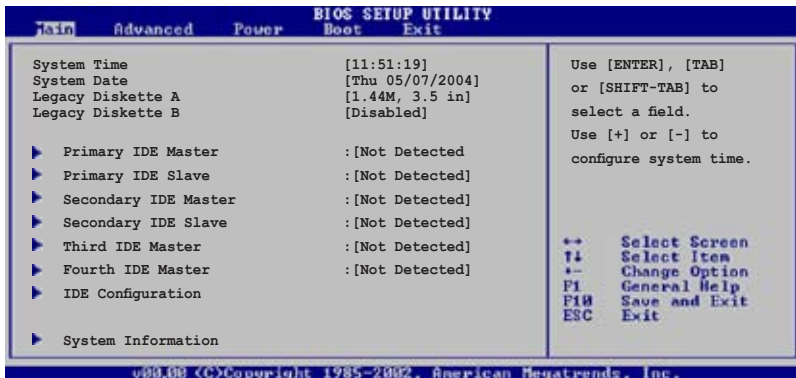 BIOS SETUP UTILITY
Main Advanced Power Boot Exit
System Time [11:51:19]
System Date [Thu 05/07/2004]
Legacy Diskette A [1.44M, 3.5 in]
Legacy Diskette B [Disabled]
Primary IDE Master :[Not Detected
Primary IDE Slave :[Not Detected]
Secondary IDE Master :[Not Detected]
Secondary IDE Slave :[Not Detected]
Third IDE Master :[Not Detected]
Fourth IDE Master :[Not Detected]
IDE Configuration
System Information
Use [ENTER], [TAB]
or [SHIFT-TAB] to
select a field.
Use [+] or [-] to
configure system time.
↔ Select Screen
↑↓ Select Item
+- Change Option
F1 General Help
F10 Save and Exit
ESC Exit
v00.00 (C)Copyright 1985-2002, American Megatrends, Inc.